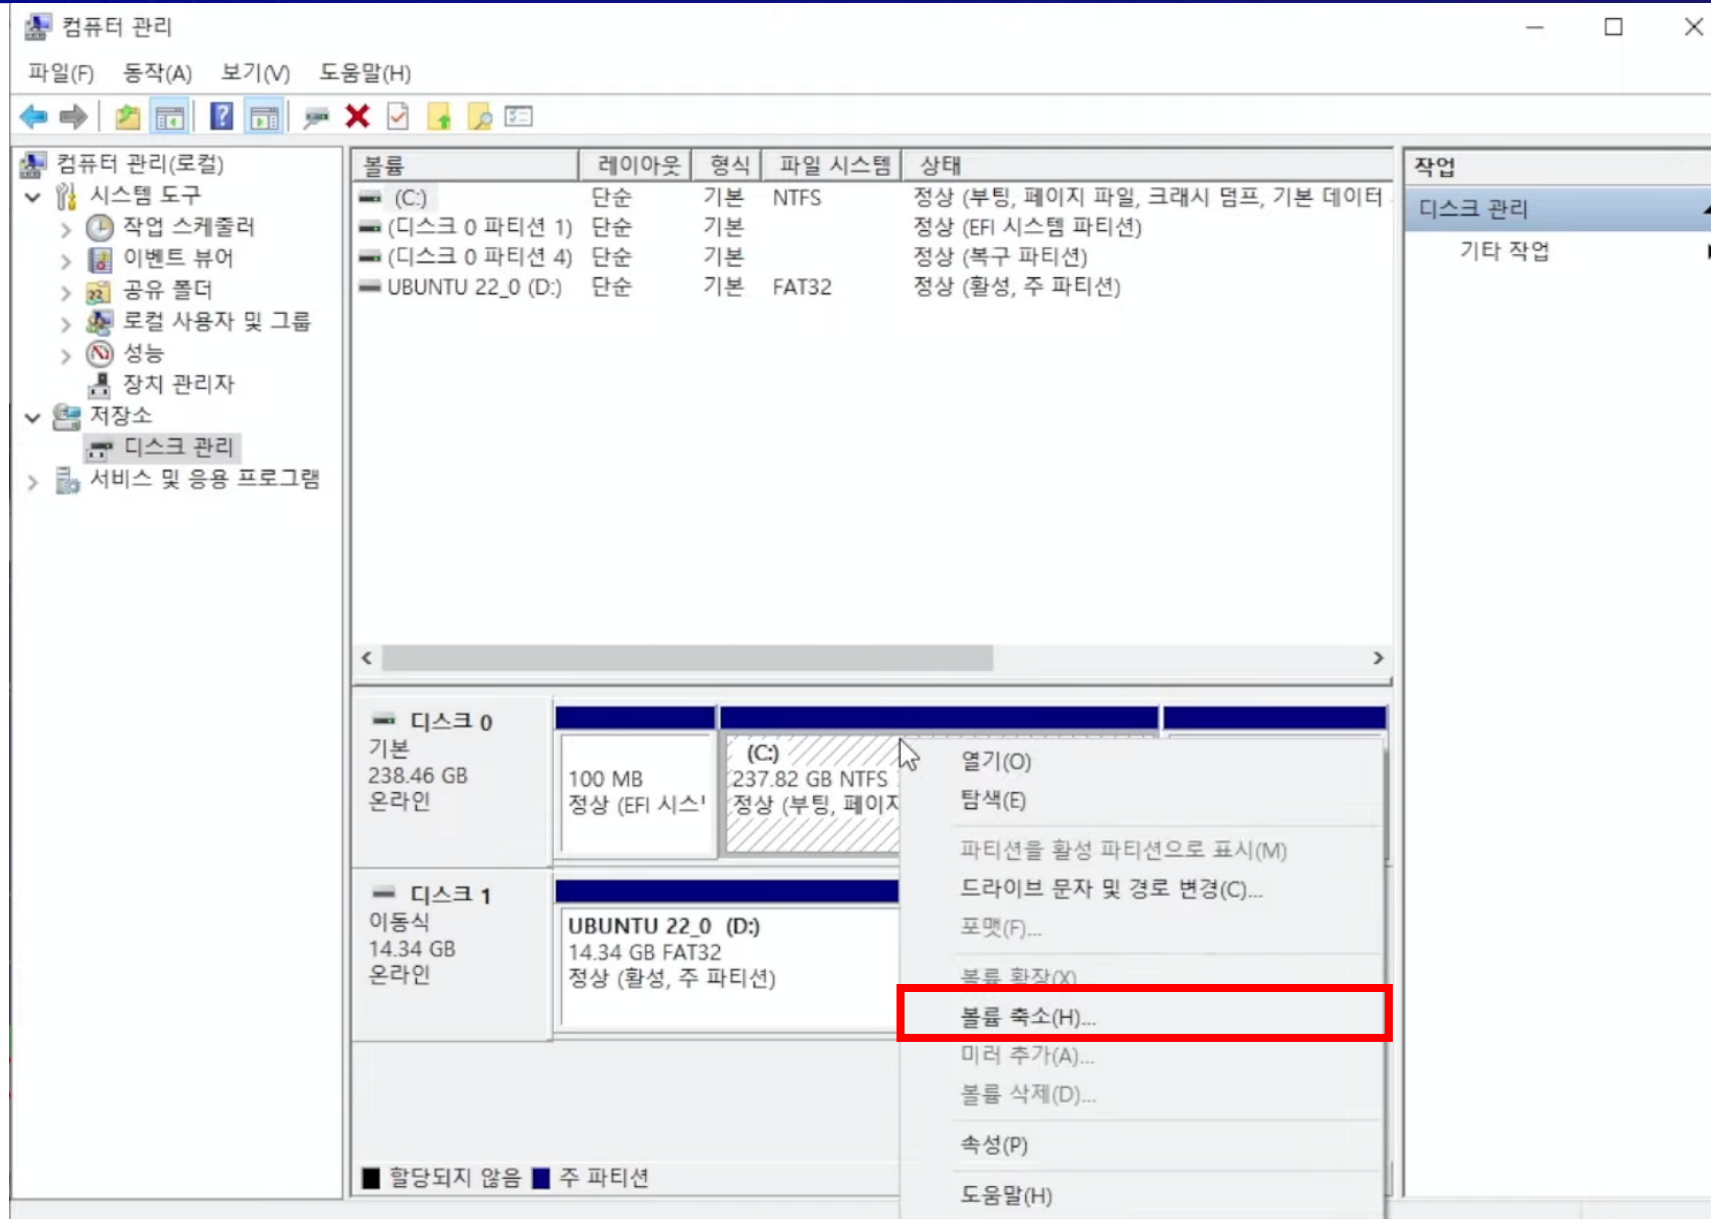 컴퓨터 관리
파일(F) 동작(A) 보기(V) 도움말(H)
컴퓨터 관리(로컬)
시스템 도구
작업 스케줄러
이벤트 뷰어
공유 폴더
로컬 사용자 및 그룹
성능
장치 관리자
저장소
디스크 관리
서비스 및 응용 프로그램
볼륨 레이아웃 형식 파일 시스템 상태
(C:) 단순 기본 NTFS 정상 (부팅, 페이지 파일, 크래시 덤프, 기본 데이터
(디스크 0 파티션 1) 단순 기본 정상 (EFI 시스템 파티션)
(디스크 0 파티션 4) 단순 기본 정상 (복구 파티션)
UBUNTU 22_0 (D:) 단순 기본 FAT32 정상 (활성, 주 파티션)
작업
디스크 관리
기타 작업
디스크 0
기본
238.46 GB
온라인
100 MB
정상 (EFI 시스
(C:)
237.82 GB NTFS
정상 (부팅, 페이지
디스크 1
이동식
14.34 GB
온라인
UBUNTU 22_0 (D:)
14.34 GB FAT32
정상 (활성, 주 파티션)
열기(O)
탐색(E)
파티션을 활성 파티션으로 표시(M)
드라이브 문자 및 경로 변경(C)...
포맷(F)...
볼륨 확장(X)
볼륨 축소(H)...
미러 추가(A)...
볼륨 삭제(D)...
속성(P)
도움말(H)
할당되지 않음 주 파티션